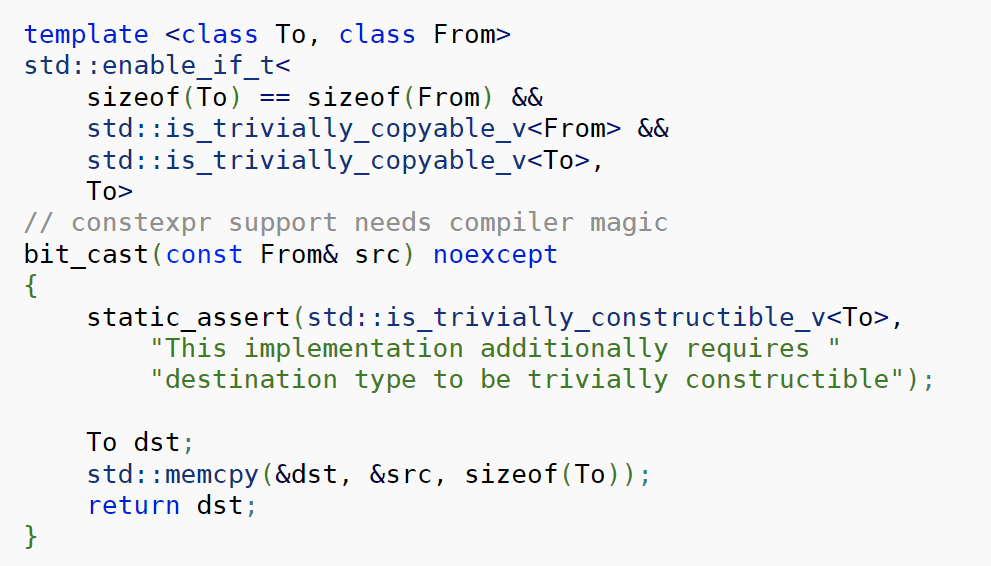 template <class To, class From>
std::enable_if_t<
    sizeof(To) == sizeof(From) &&
    std::is_trivially_copyable_v<From> &&
    std::is_trivially_copyable_v<To>,
    To>
// constexpr support needs compiler magic
bit_cast(const From& src) noexcept
{
    static_assert(std::is_trivially_constructible_v<To>,
        "This implementation additionally requires "
        "destination type to be trivially constructible");

    To dst;
    std::memcpy(&dst, &src, sizeof(To));
    return dst;
}